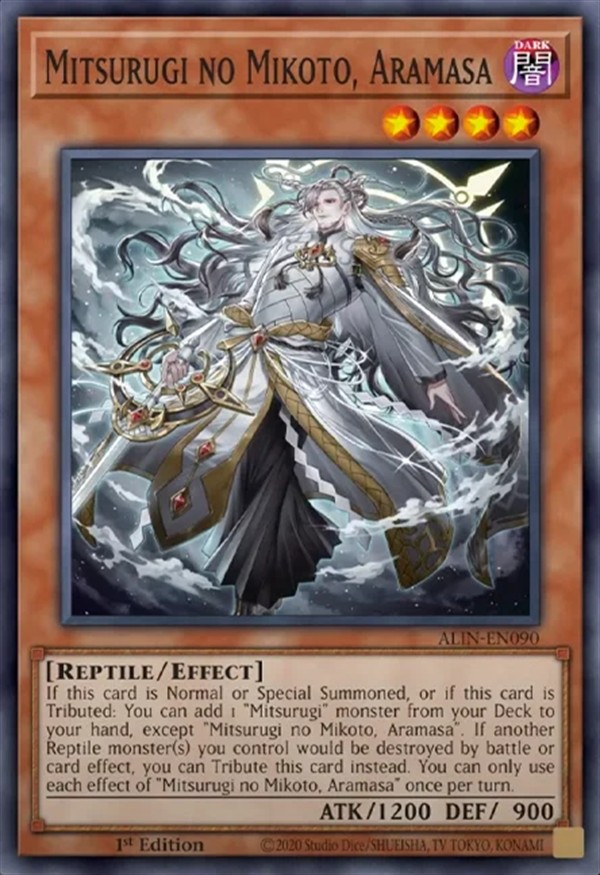 MITSURUGI NO MIKOTO, ARAMASA
DARK
闇
ALIN-EN090
[REPTILE/EFFECT]
If this card is Normal or Special Summoned, or if this card is
Tributed: You can add 1 "Mitsurugi" monster from your Deck to
your hand, except "Mitsurugi no Mikoto, Aramasa". If another
Reptile monster(s) you control would be destroyed by battle or
card effect, you can Tribute this card instead. You can only use
each effect of "Mitsurugi no Mikoto, Aramasa" once per turn.
ATK/1200 DEF/ 900
1st Edition
©2020 Studio Dice/SHUEISHA, TV TOKYO, KONAMI